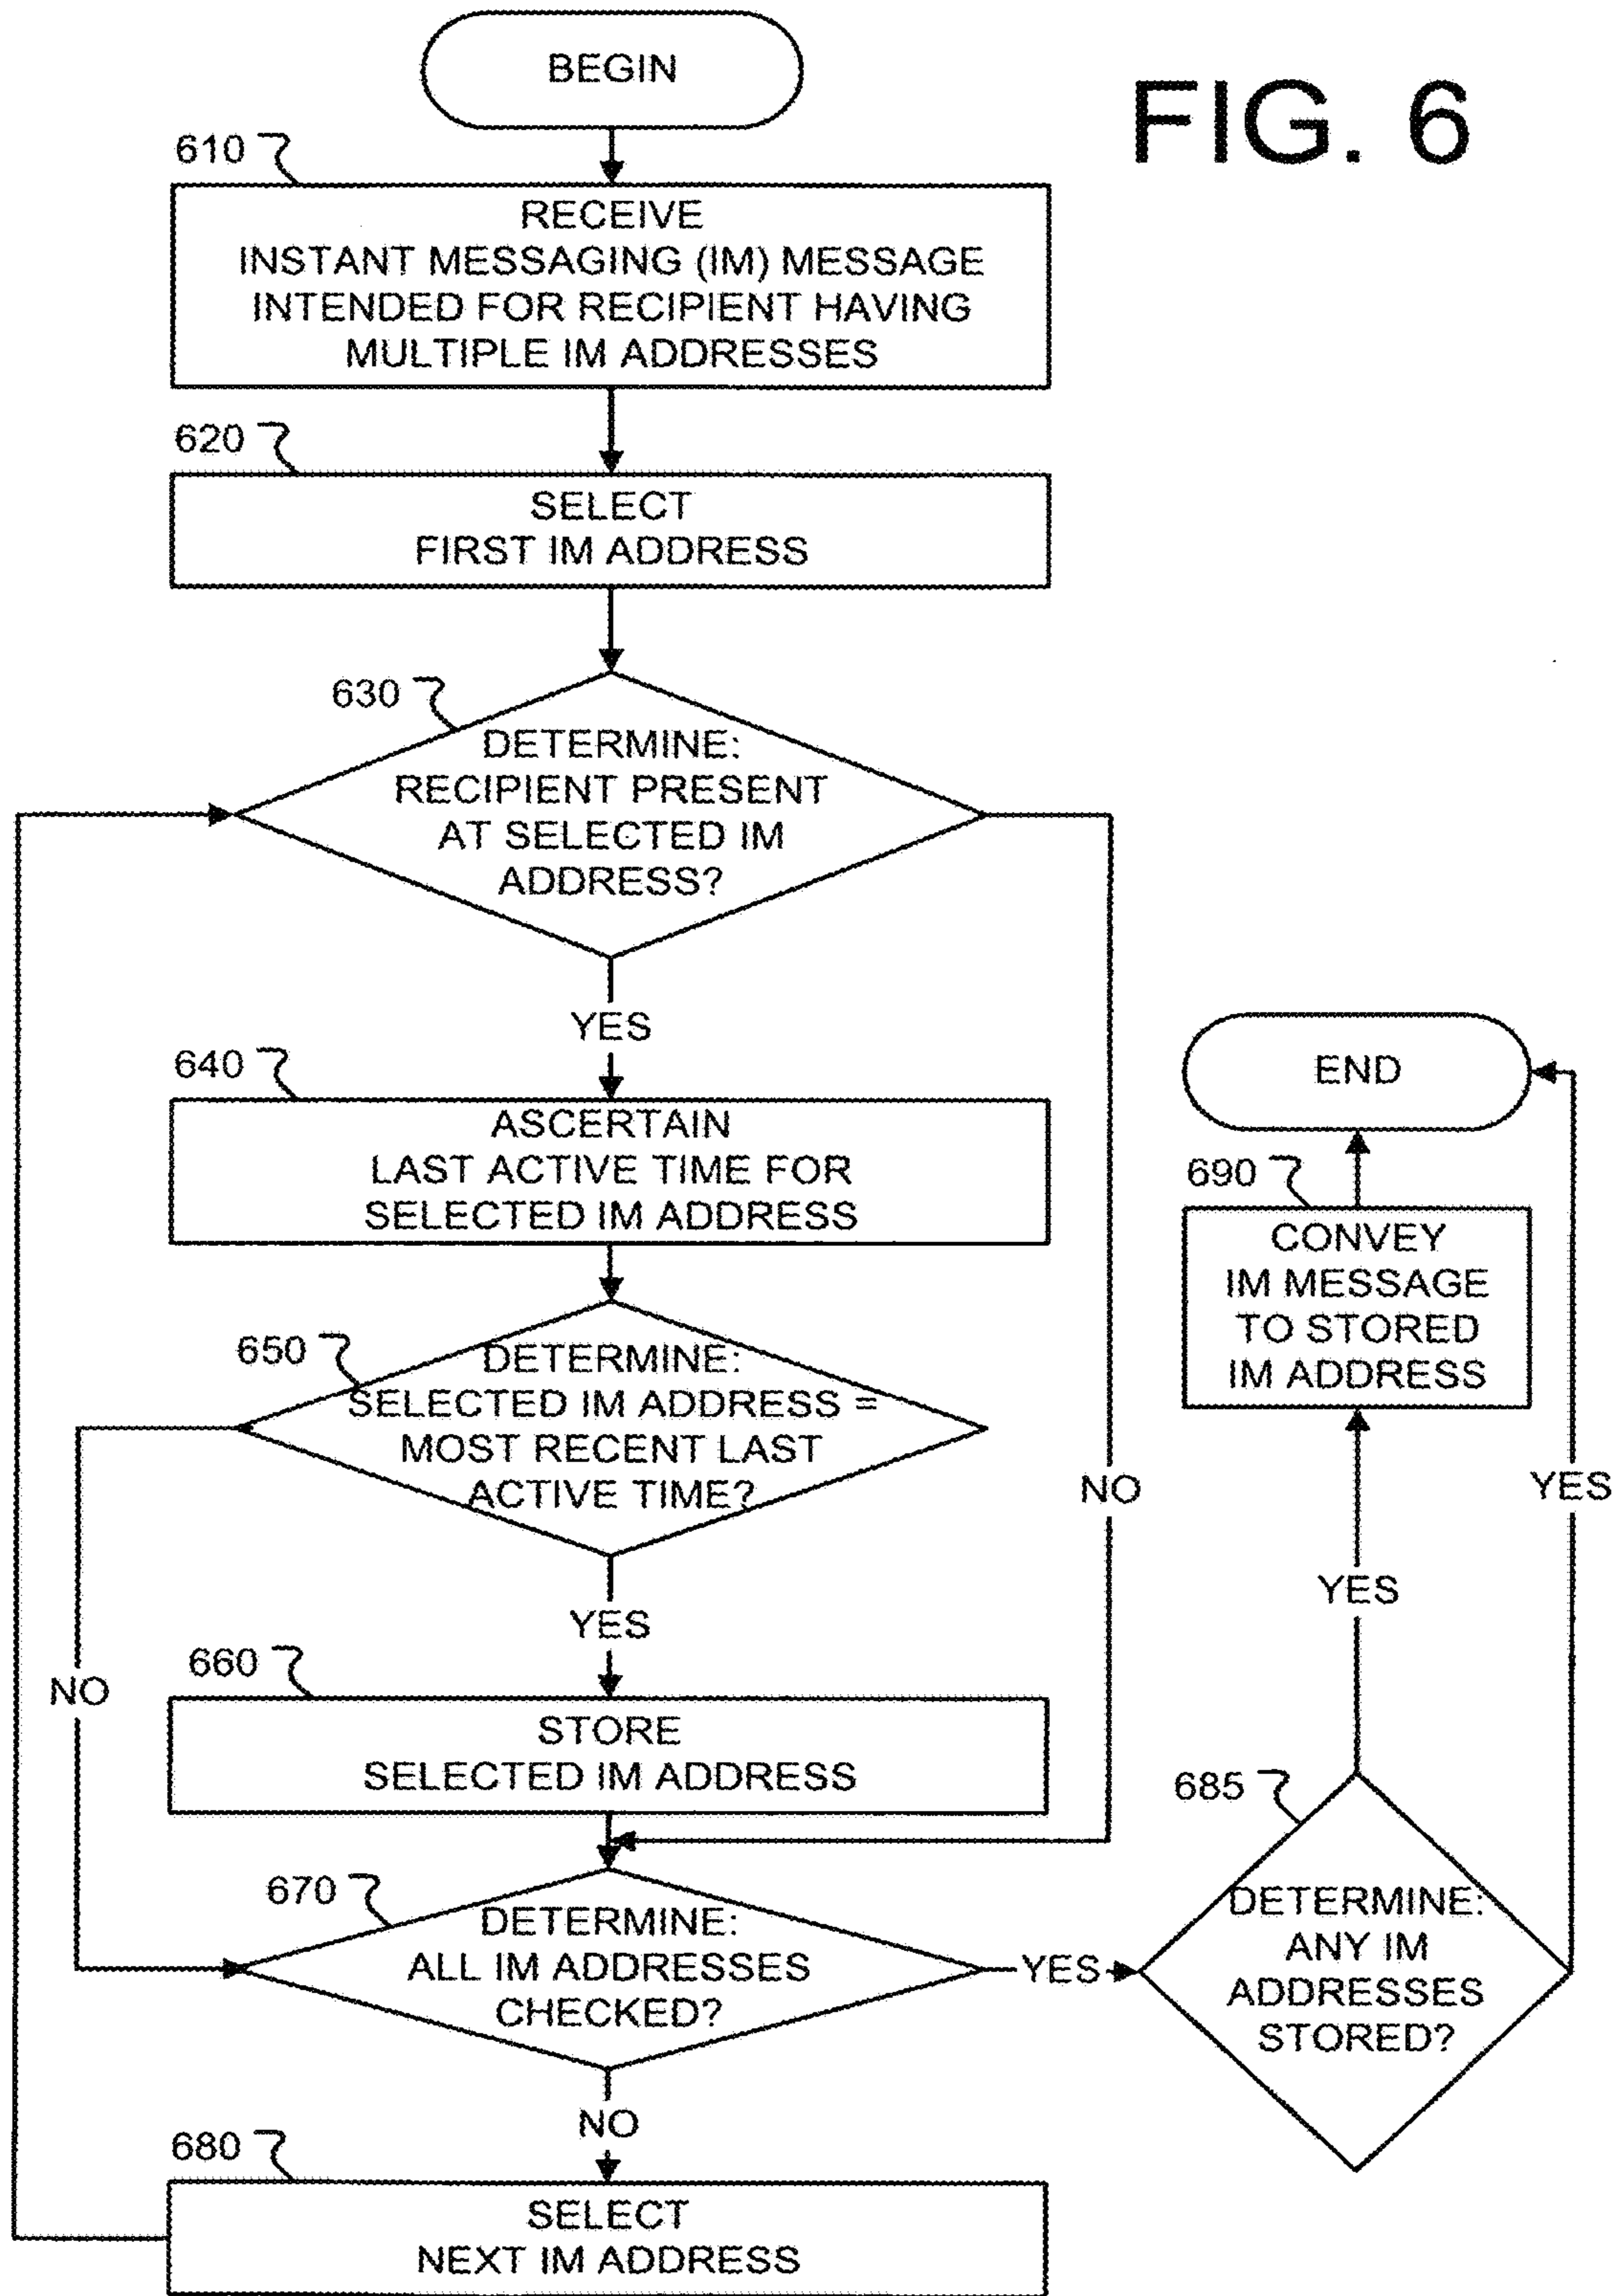 FIG. 6
BEGIN
610
RECEIVE
INSTANT MESSAGING (IM) MESSAGE
INTENDED FOR RECIPIENT HAVING
MULTIPLE IM ADDRESSES
620
SELECT
FIRST IM ADDRESS
630
DETERMINE:
RECIPIENT PRESENT
AT SELECTED IM
ADDRESS?
YES
NO
640
ASCERTAIN
LAST ACTIVE TIME FOR
SELECTED IM ADDRESS
650
DETERMINE:
SELECTED IM ADDRESS =
MOST RECENT LAST
ACTIVE TIME?
YES
NO
660
STORE
SELECTED IM ADDRESS
670
DETERMINE:
ALL IM ADDRESSES
CHECKED?
YES
NO
680
SELECT
NEXT IM ADDRESS
685
DETERMINE:
ANY IM
ADDRESSES
STORED?
YES
YES
690
CONVEY
IM MESSAGE
TO STORED
IM ADDRESS
END